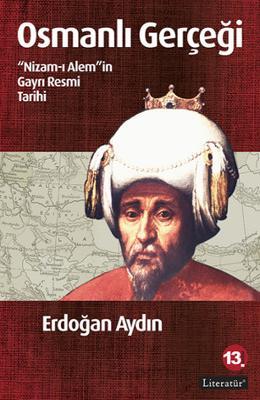 Osmanlı Gerçeği
“Nizam-ı Alem”in
Gayrı Resmi
Tarihi
Erdoğan Aydın
13.
Literatür®